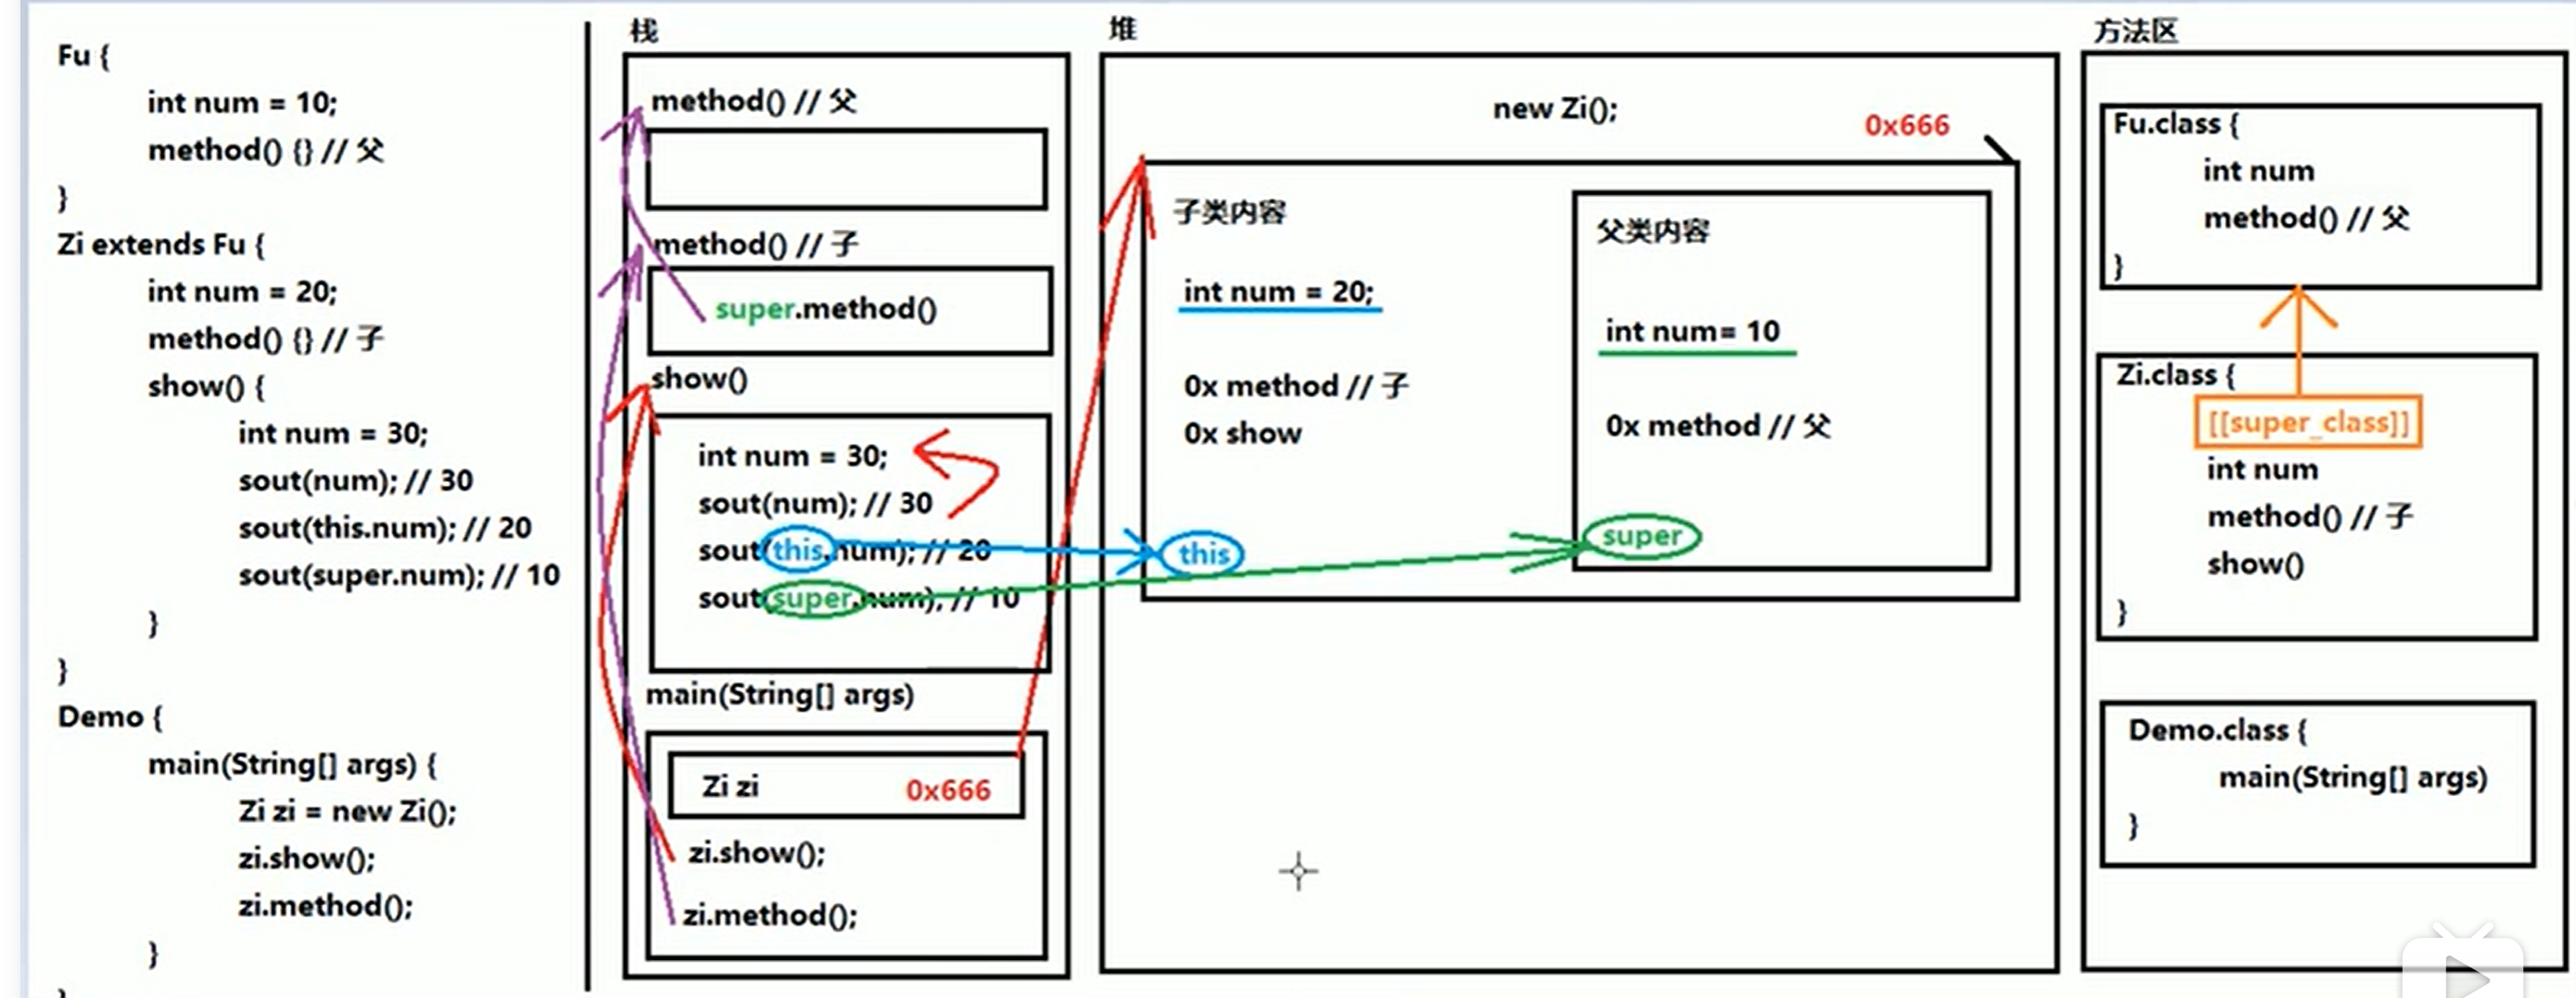 Fu {
int num = 10;
method() {} // 父
}
Zi extends Fu {
int num = 20;
method() {} // 子
show() {
int num = 30;
sout(num); // 30
sout(this.num); // 20
sout(super.num); // 10
}
}
Demo {
main(String[] args) {
Zi zi = new Zi();
zi.show();
zi.method();
}
}
栈
method() // 父
method() // 子
super.method()
show()
int num = 30;
sout(num); // 30
sout(this.num); // 20
sout(super.num); // 10
main(String[] args)
Zi zi 0x666
zi.show();
zi.method();
堆
new Zi();
0x666
子类内容
int num = 20;
0x method // 子
0x show
this
父类内容
int num= 10
0x method // 父
super
方法区
Fu.class {
int num
method() // 父
}
Zi.class {
[[super_class]]
int num
method() // 子
show()
}
Demo.class {
main(String[] args)
}